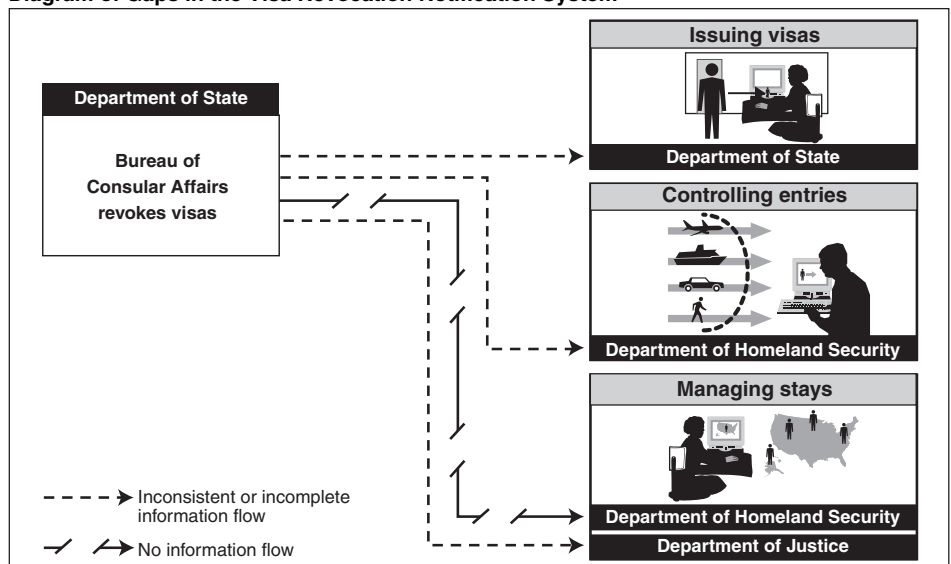 Diagram of Gaps in the Visa Revocation Notification System
Department of State
Bureau of
Consular Affairs
revokes visas
Issuing visas
Department of State
Controlling entries
Department of Homeland Security
Managing stays
Department of Homeland Security
Department of Justice
Inconsistent or incomplete
information flow
No information flow